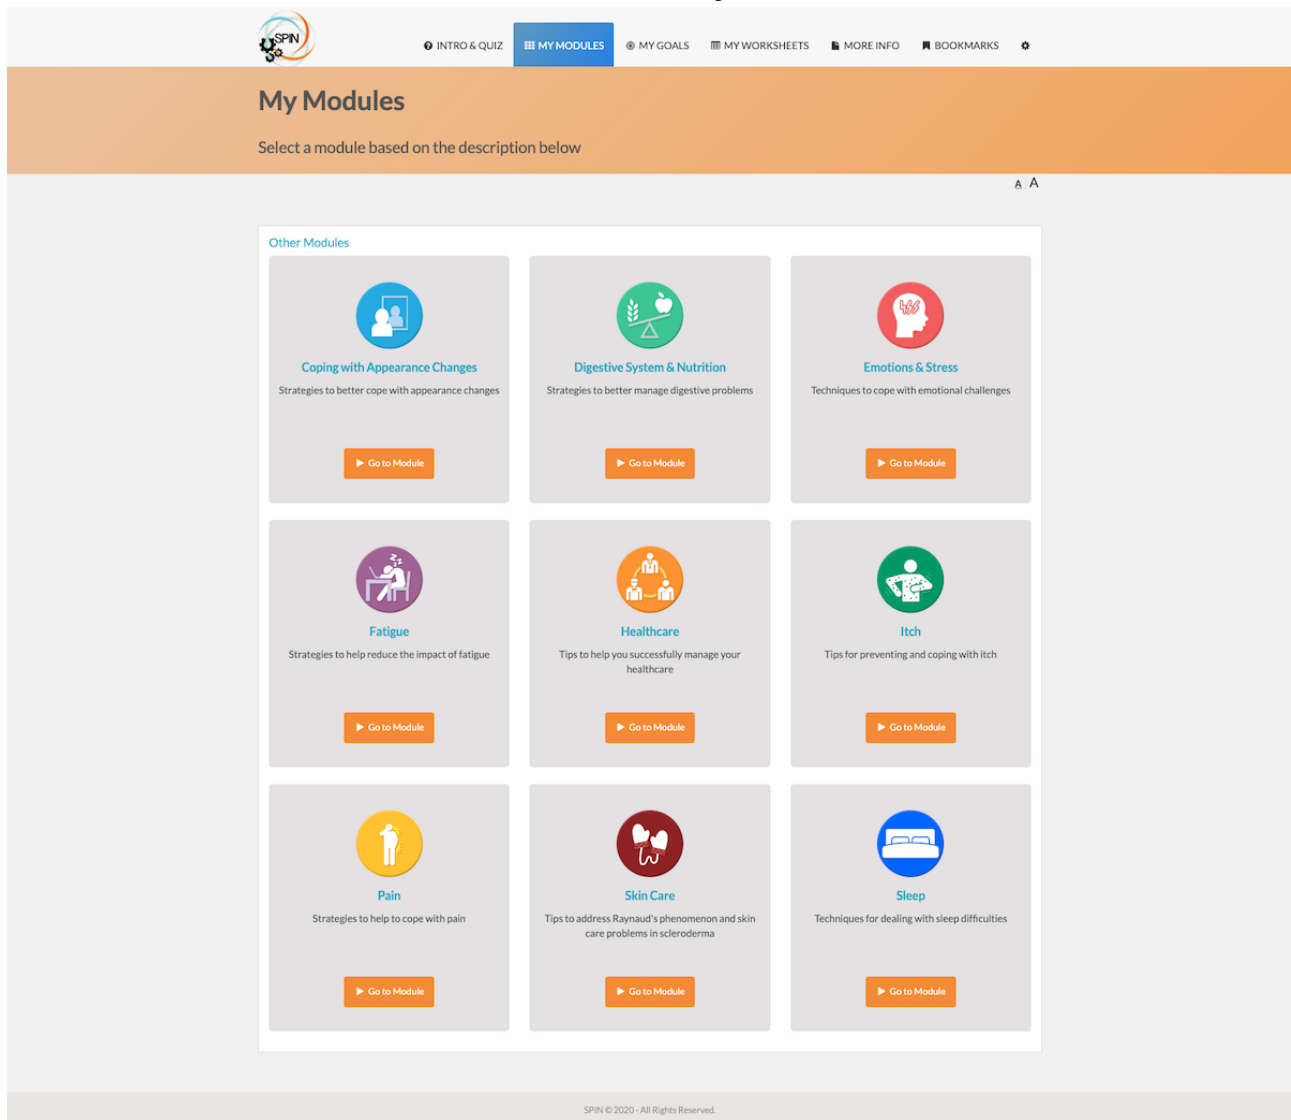 SPIN
INTRO & QUIZ
MY MODULES
MY GOALS
MY WORKSHEETS
MORE INFO
BOOKMARKS
My Modules
Select a module based on the description below
A A
Other Modules
Coping with Appearance Changes
Strategies to better cope with appearance changes
Go to Module
Digestive System & Nutrition
Strategies to better manage digestive problems
Go to Module
Emotions & Stress
Techniques to cope with emotional challenges
Go to Module
Fatigue
Strategies to help reduce the impact of fatigue
Go to Module
Healthcare
Tips to help you successfully manage your
healthcare
Go to Module
Itch
Tips for preventing and coping with itch
Go to Module
Pain
Strategies to help to cope with pain
Go to Module
Skin Care
Tips to address Raynaud's phenomenon and skin
care problems in scleroderma
Go to Module
Sleep
Techniques for dealing with sleep difficulties
Go to Module
SPIN © 2020 - All Rights Reserved.